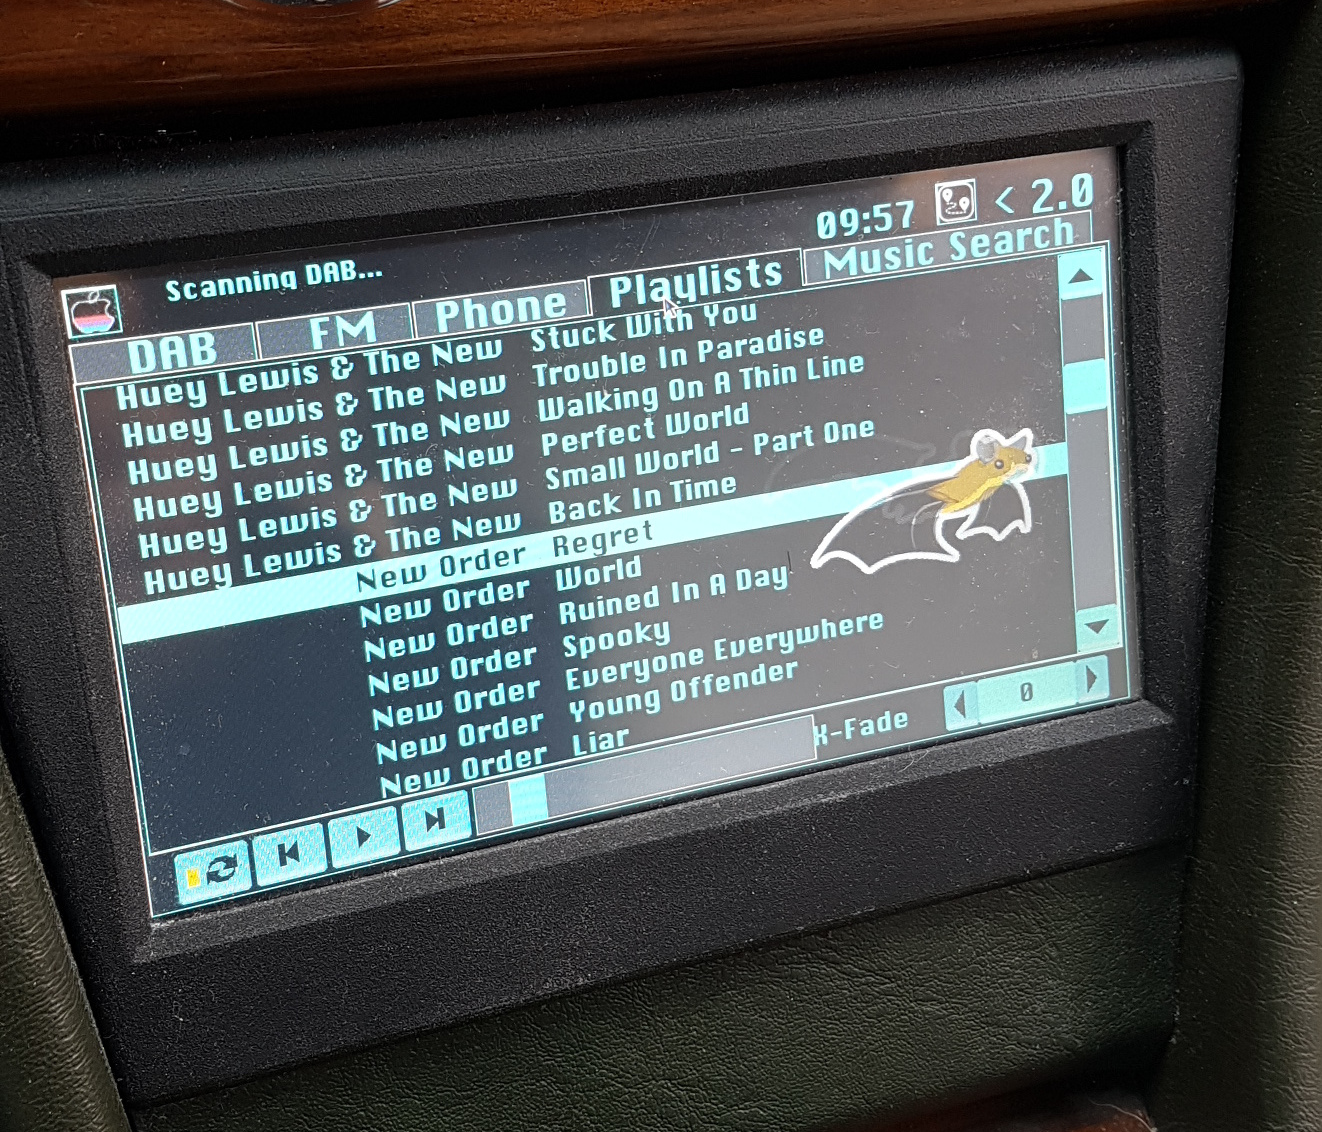 09:57 < 2.0
Scanning DAB...
DAB FM Phone Playlists Music Search
Huey Lewis & The New Stuck With You
Huey Lewis & The New Trouble In Paradise
Huey Lewis & The New Walking On A Thin Line
Huey Lewis & The New Perfect World
Huey Lewis & The New Small World - Part One
Huey Lewis & The New Back In Time
New Order Regret
New Order World
New Order Ruined In A Day
New Order Spooky
New Order Everyone Everywhere
New Order Young Offender
New Order Liar
X-Fade 0